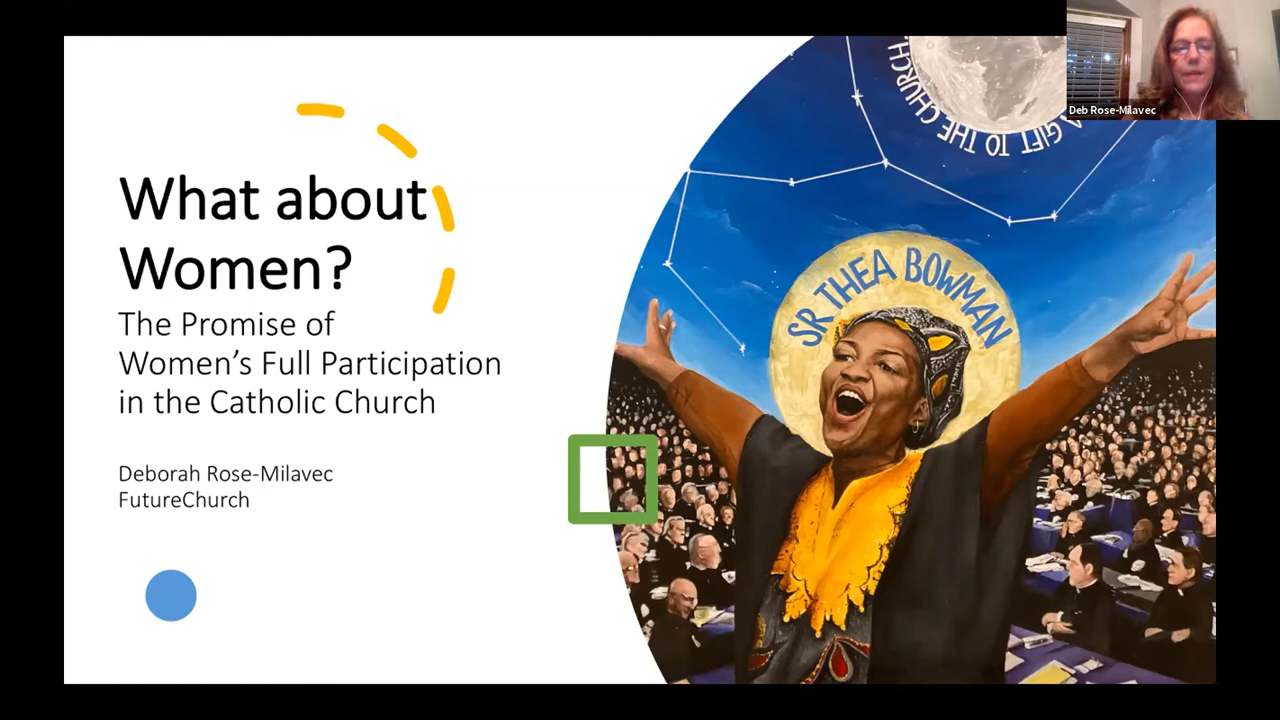 What about
Women?
The Promise of
Women's Full Participation
in the Catholic Church
Deborah Rose-Milavec
FutureChurch
A GIFT TO THE CHURCH.
SR THEA BOWMAN
Deb Rose-Milavec